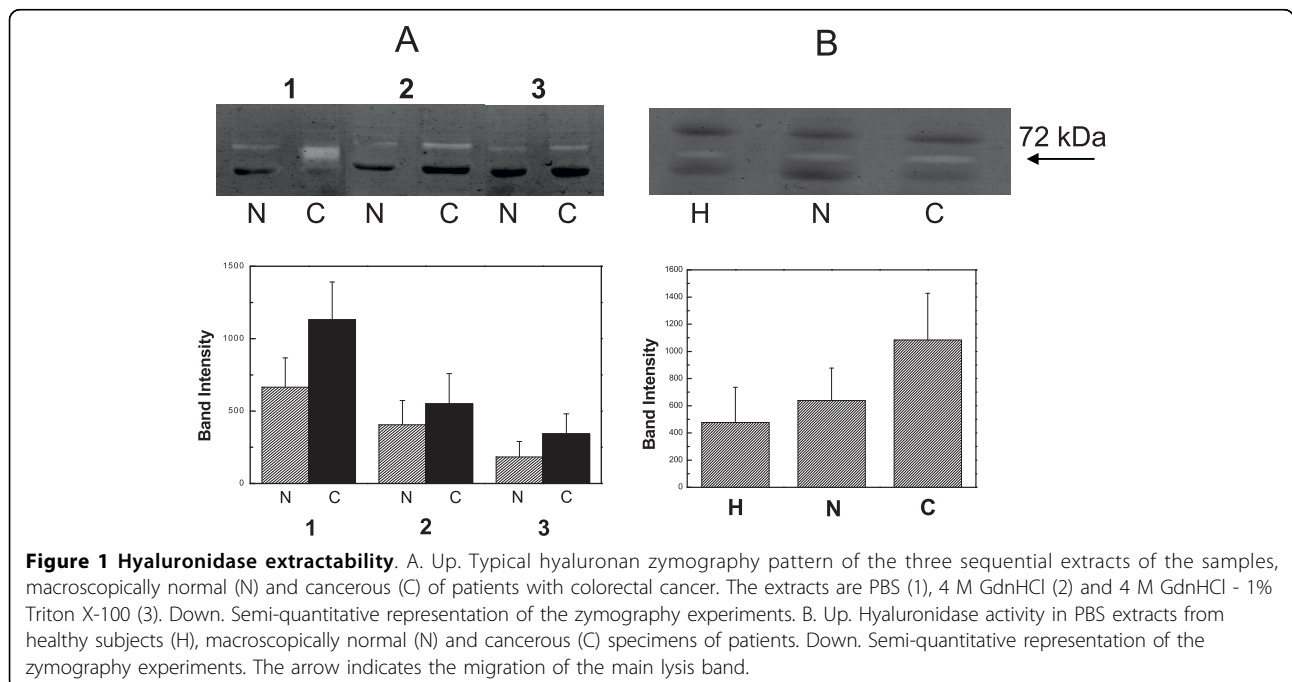 A
B
1 2 3
72 kDa
N C N C N C
H N C
1500
1000
500
0
Band Intensity
N C N C N C
1 2 3
1600
1400
1200
1000
800
600
400
200
0
Band Intensity
H N C
Figure 1 Hyaluronidase extractability. A. Up. Typical hyaluronan zymography pattern of the three sequential extracts of the samples,
macroscopically normal (N) and cancerous (C) of patients with colorectal cancer. The extracts are PBS (1), 4 M GdnHCl (2) and 4 M GdnHCl - 1%
Triton X-100 (3). Down. Semi-quantitative representation of the zymography experiments. B. Up. Hyaluronidase activity in PBS extracts from
healthy subjects (H), macroscopically normal (N) and cancerous (C) specimens of patients. Down. Semi-quantitative representation of the
zymography experiments. The arrow indicates the migration of the main lysis band.